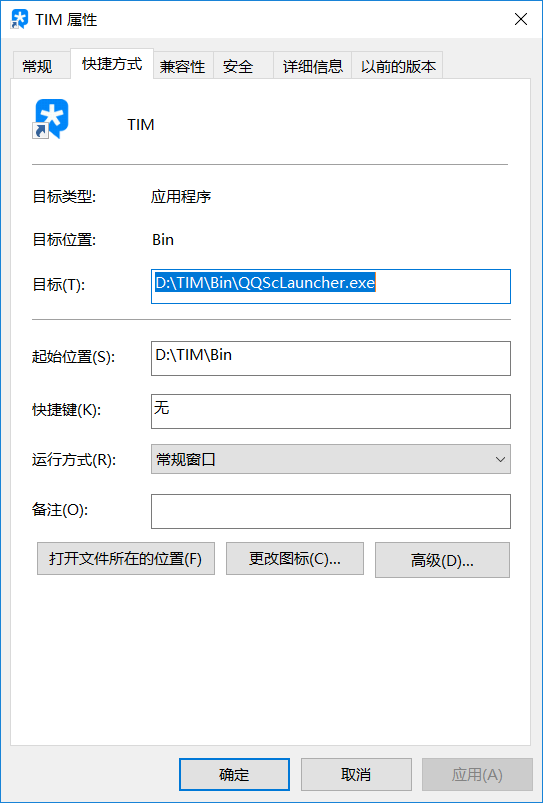 TIM 属性
常规 快捷方式 兼容性 安全 详细信息 以前的版本
TIM
目标类型: 应用程序
目标位置: Bin
目标(T): D:\TIM\Bin\QQScLauncher.exe
起始位置(S): D:\TIM\Bin
快捷键(K): 无
运行方式(R): 常规窗口
备注(O):
打开文件所在的位置(F) 更改图标(C)... 高级(D)...
确定 取消 应用(A)